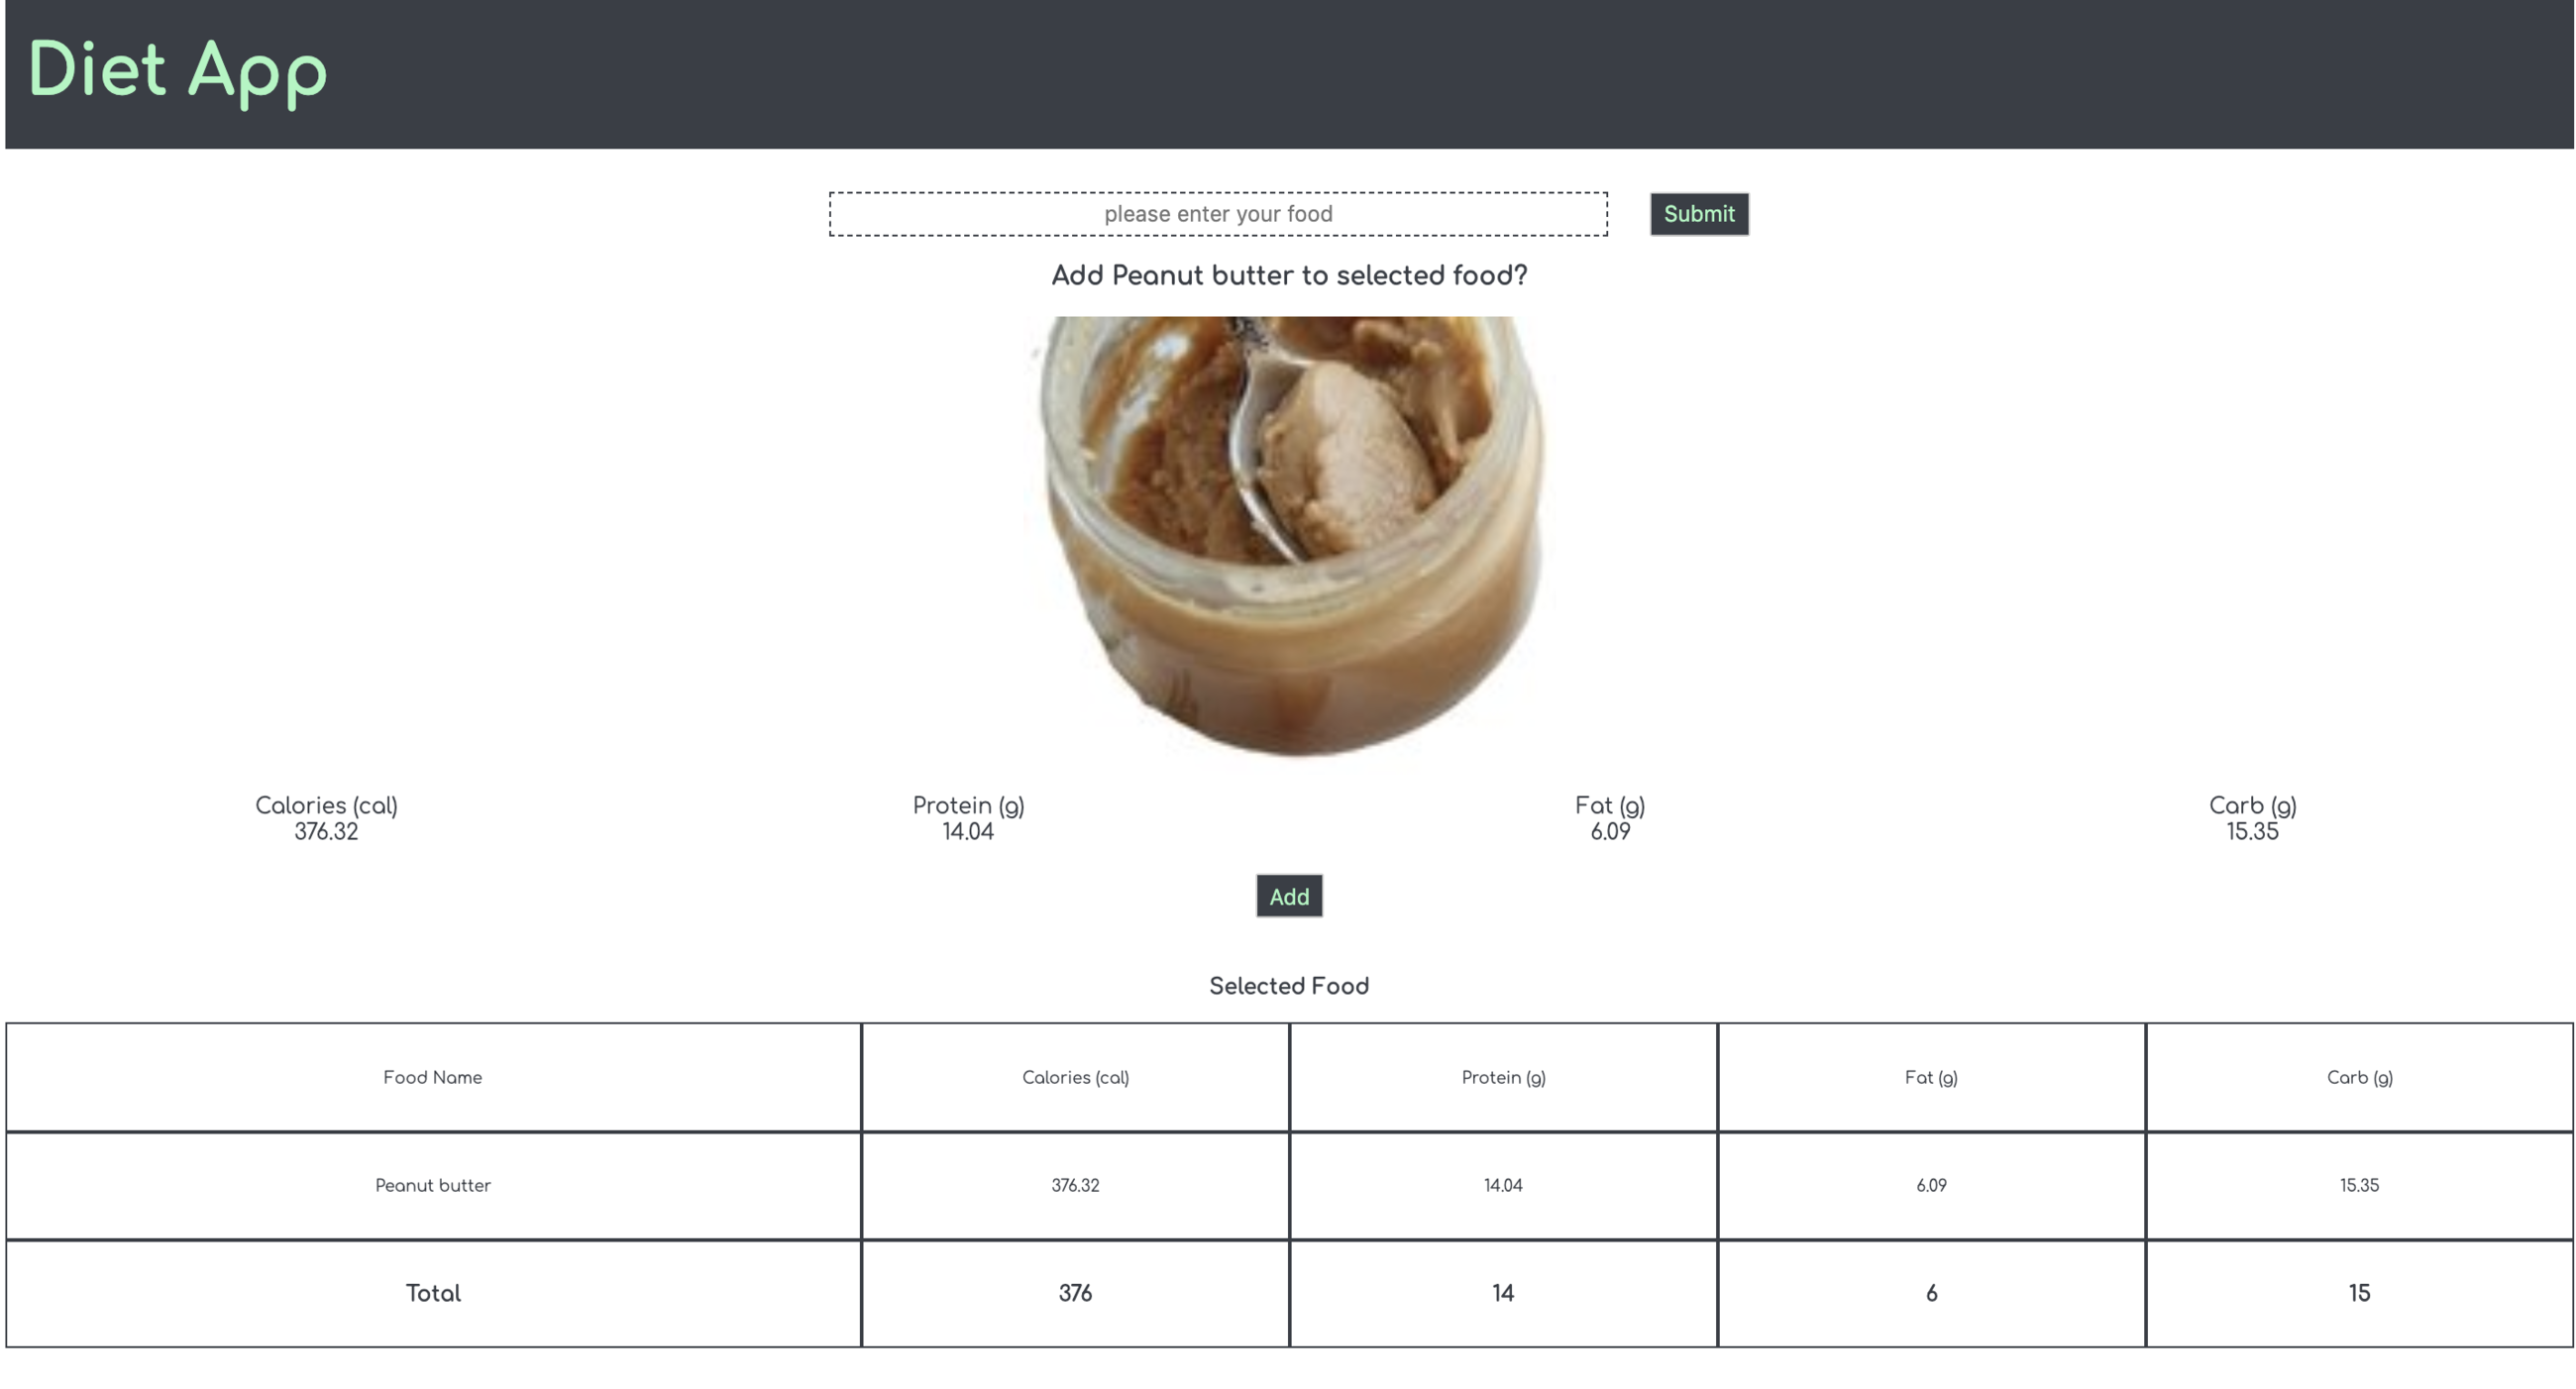 Diet App
please enter your food Submit
Add Peanut butter to selected food?
Calories (cal) Protein (g) Fat (g) Carb (g)
376.32 14.04 6.09 15.35
Add
Selected Food
Food Name Calories (cal) Protein (g) Fat (g) Carb (g)
Peanut butter 376.32 14.04 6.09 15.35
Total 376 14 6 15